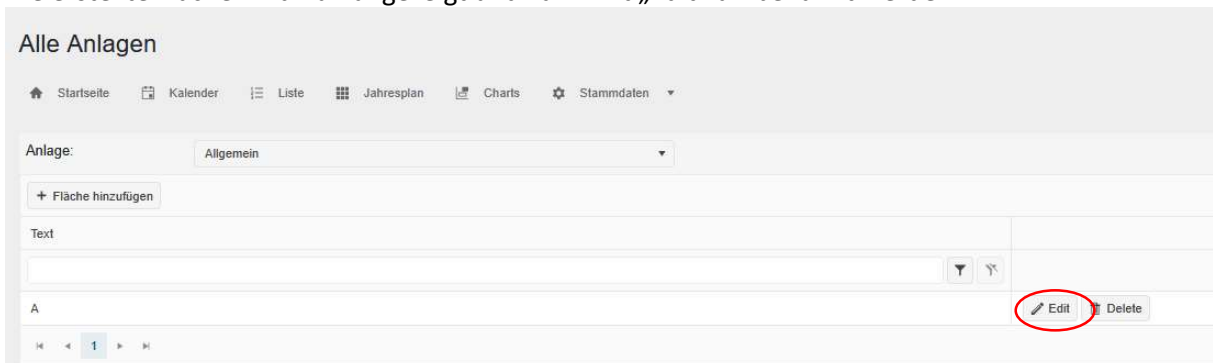 Alle Anlagen
Startseite Kalender Liste Jahresplan Charts Stammdaten
Anlage: Allgemein
+ Fläche hinzufügen
Text
A Edit Delete
1